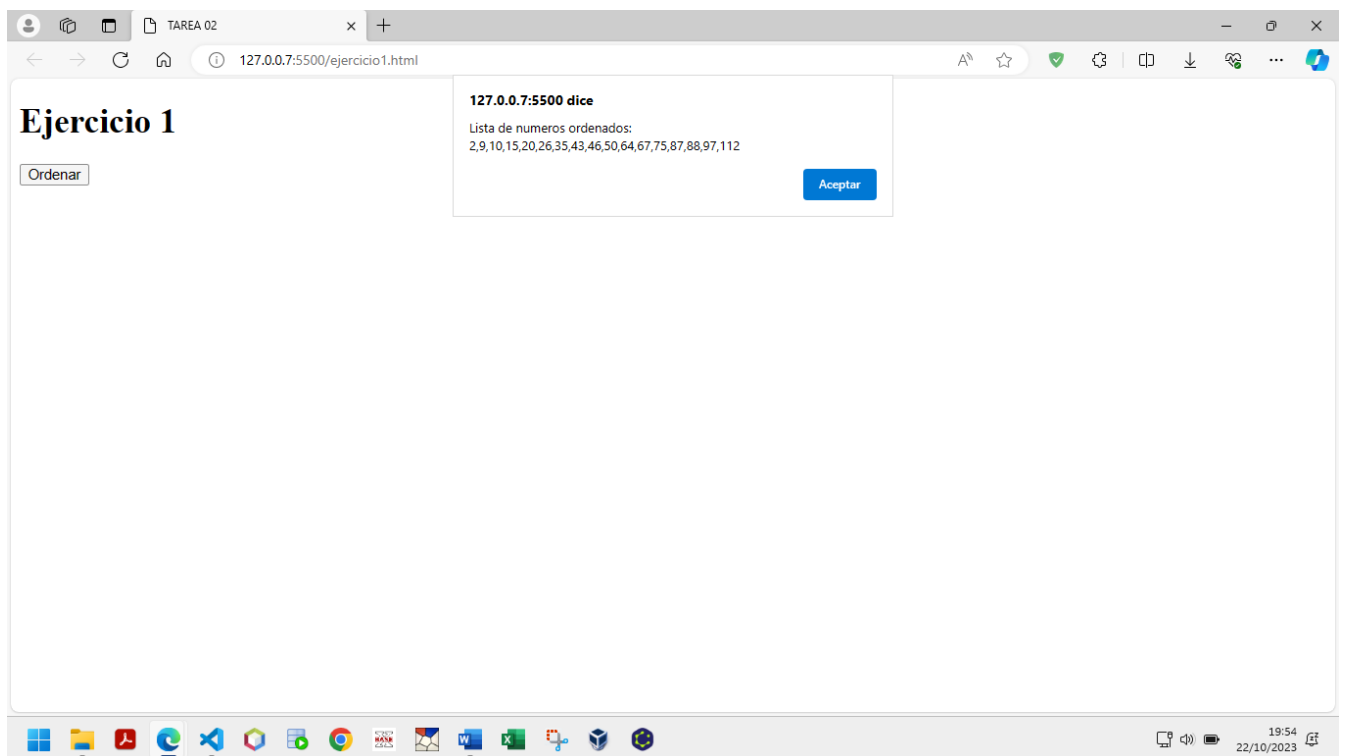 TAREA 02
127.0.0.7:5500/ejercicio1.html
127.0.0.7:5500 dice
Lista de numeros ordenados:
2,9,10,15,20,26,35,43,46,50,64,67,75,87,88,97,112
Aceptar
Ejercicio 1
Ordenar
19:54
22/10/2023